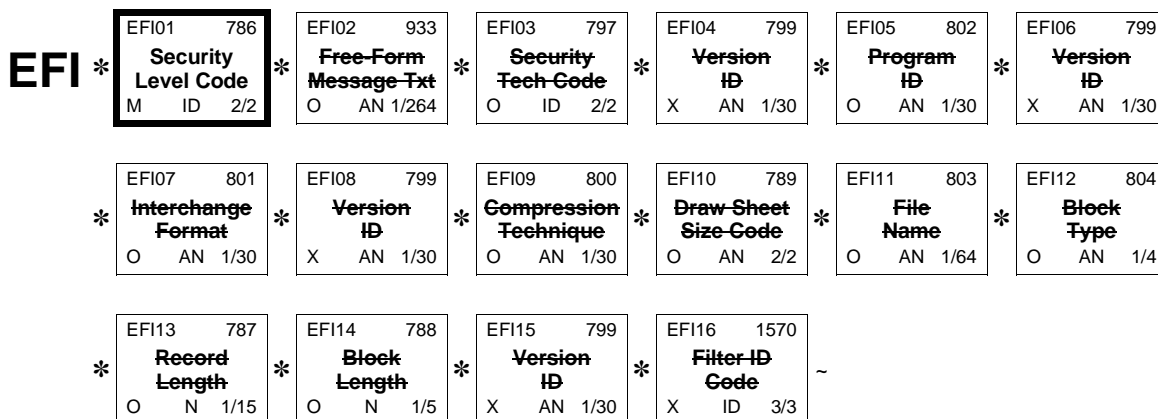 EFI * EFI01 786 * EFI02 933 * EFI03 797 * EFI04 799 * EFI05 802 * EFI06 799
Security Level Code Free-Form Message Txt Security Tech Code Version ID Program ID Version ID
M ID 2/2 O AN 1/264 O ID 2/2 X AN 1/30 O AN 1/30 X AN 1/30
* EFI07 801 * EFI08 799 * EFI09 800 * EFI10 789 * EFI11 803 * EFI12 804
Interchange Format Version ID Compression Technique Draw Sheet Size Code File Name Block Type
O AN 1/30 X AN 1/30 O AN 1/30 O AN 2/2 O AN 1/64 O AN 1/4
* EFI13 787 * EFI14 788 * EFI15 799 * EFI16 1570 ~
Record Length Block Length Version ID Filter ID Code
O N 1/15 O N 1/5 X AN 1/30 X ID 3/3